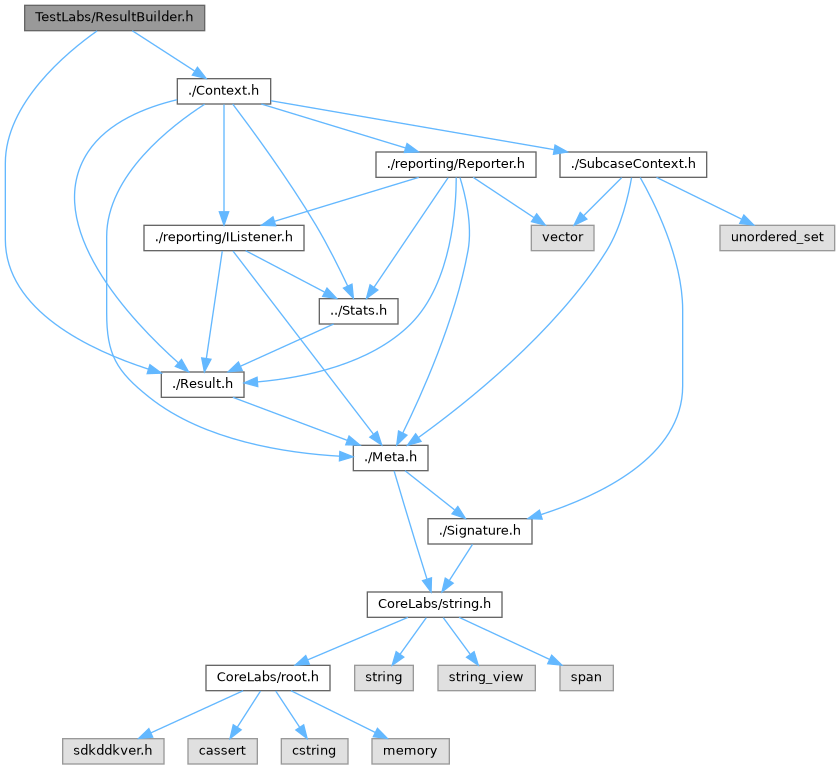 TestLabs/ResultBuilder.h
./Context.h
./reporting/Reporter.h
./SubcaseContext.h
./reporting/IListener.h
vector
unordered_set
../Stats.h
./Result.h
./Meta.h
./Signature.h
CoreLabs/string.h
CoreLabs/root.h
string
string_view
span
sdkddkver.h
cassert
cstring
memory